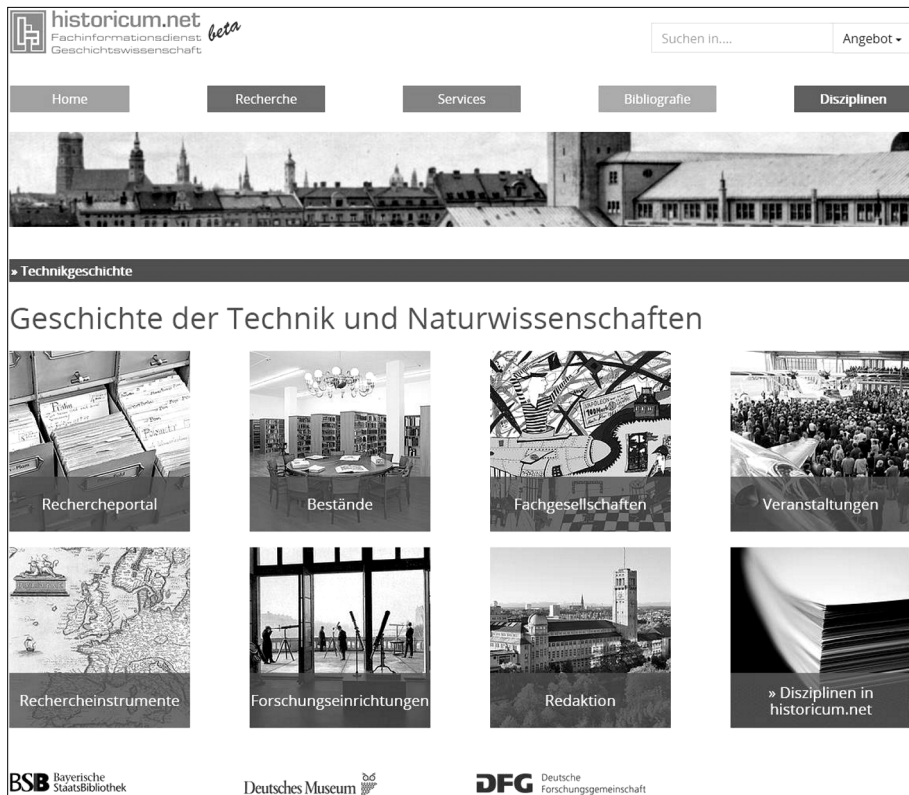 historicum.net beta
Fachinformationsdienst
Geschichtswissenschaft
Suchen in....
Angebot
Home
Recherche
Services
Bibliografie
Disziplinen
» Technikgeschichte
Geschichte der Technik und Naturwissenschaften
Rechercheportal
Bestände
Fachgesellschaften
Veranstaltungen
Rechercheinstrumente
Forschungseinrichtungen
Redaktion
» Disziplinen in
historicum.net
BSB Bayerische
StaatsBibliothek
Deutsches Museum
DFG Deutsche
Forschungsgemeinschaft